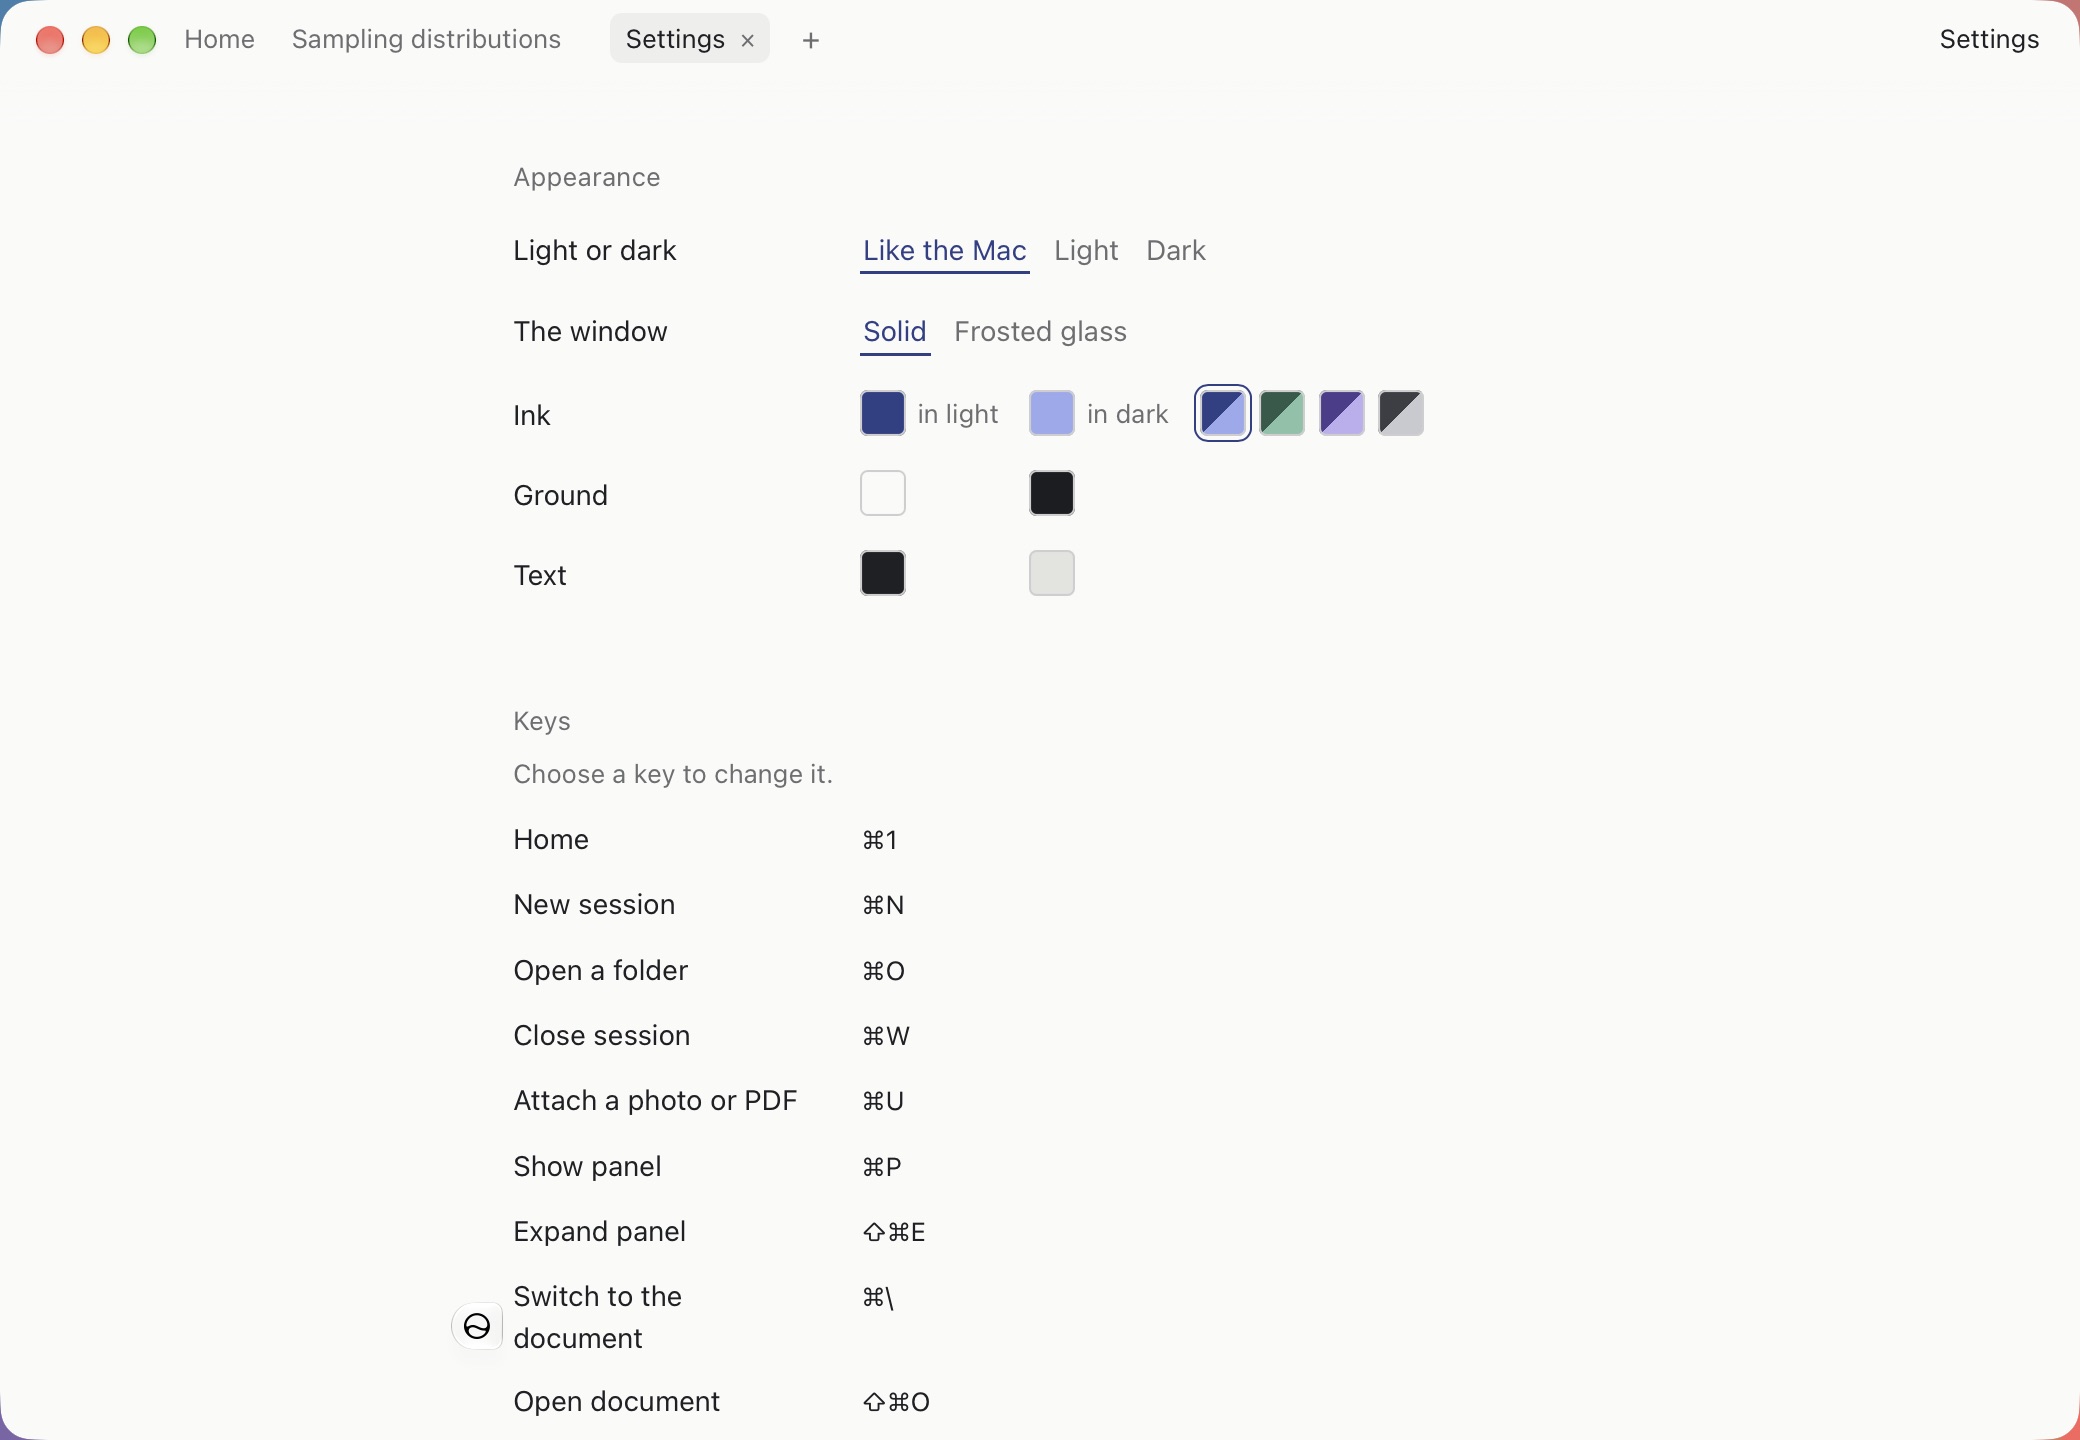 Home Sampling distributions Settings × + Settings
Appearance
Light or dark Like the Mac Light Dark
The window Solid Frosted glass
Ink in light in dark
Ground
Text
Keys
Choose a key to change it.
Home ⌘1
New session ⌘N
Open a folder ⌘O
Close session ⌘W
Attach a photo or PDF ⌘U
Show panel ⌘P
Expand panel ⇧⌘E
Switch to the ⌘\
document
Open document ⇧⌘O